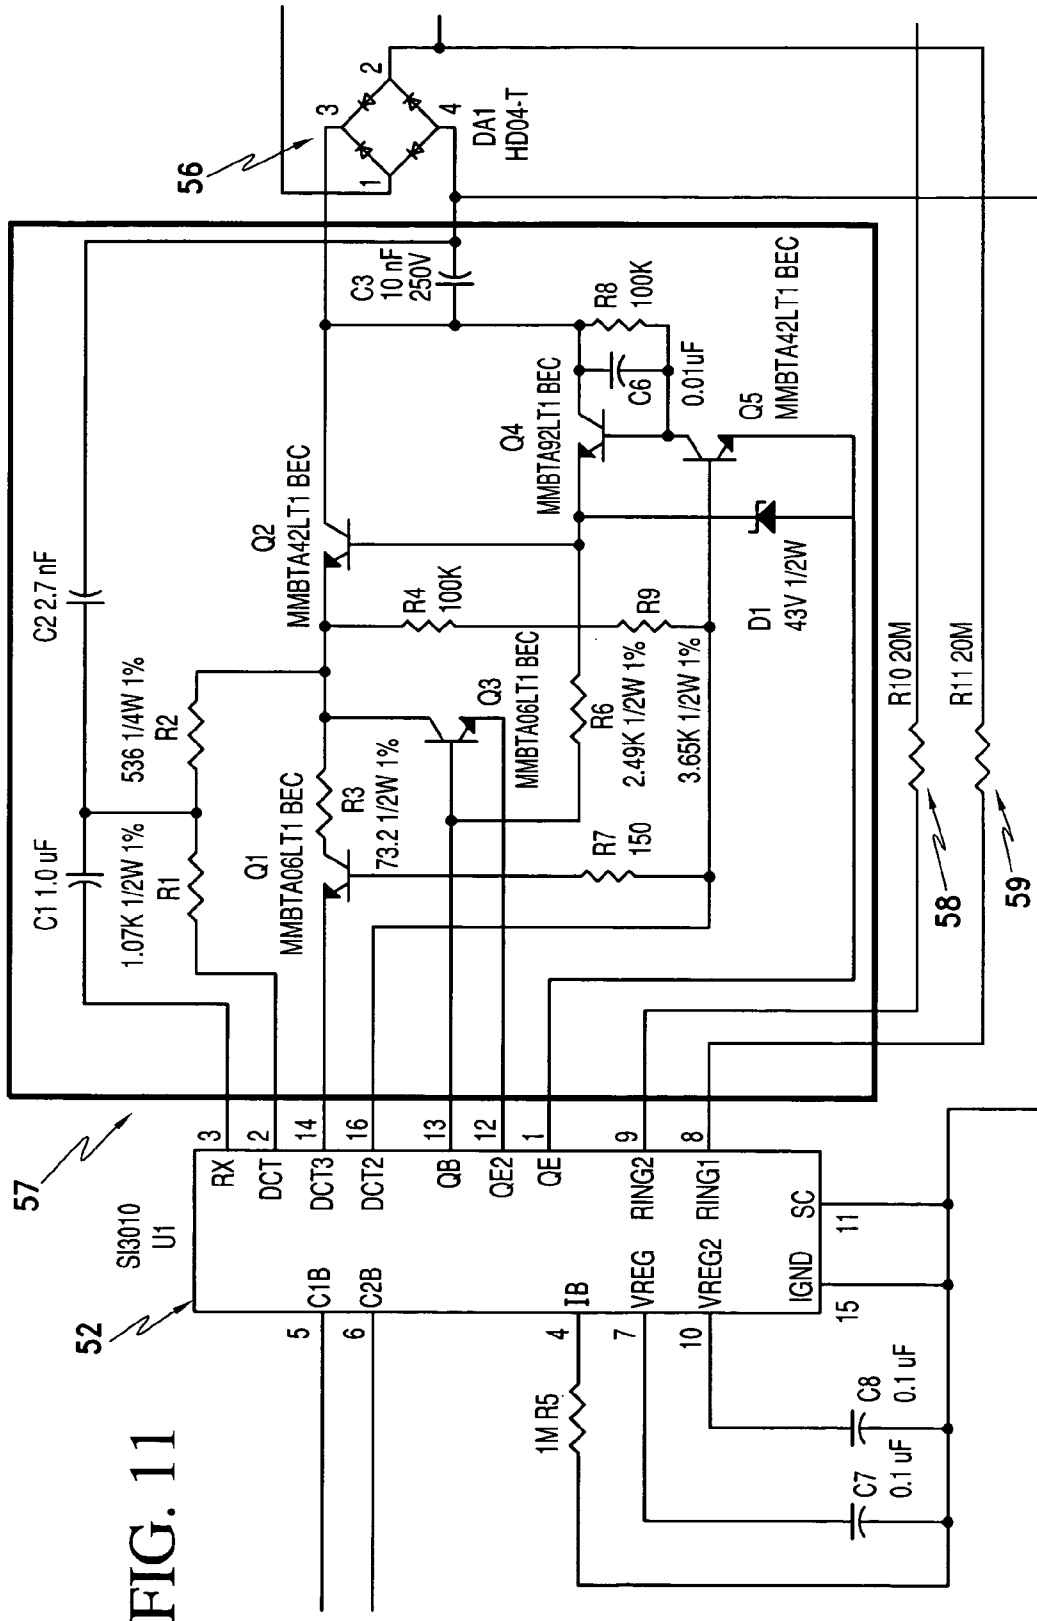 FIG. 11
52
SI3010
U1
57
56
58
59
5
C1B
6
C2B
4
IB
7
VREG
10
VREG2
15
IGND
11
SC
RX
3
DCT
2
DCT3
14
DCT2
16
QB
13
QE2
12
QE
1
RING2
9
RING1
8
1M R5
C7
0.1 uF
C8
0.1 uF
C1 1.0 uF
C2 2.7 nF
1.07K 1/2W 1%
R1
536 1/4W 1%
R2
Q1
MMBTA06LT1 BEC
R3
73.2 1/2W 1%
Q2
MMBTA42LT1 BEC
R4
100K
Q3
MMBTA06LT1 BEC
R6
2.49K 1/2W 1%
R9
3.65K 1/2W 1%
R7
150
Q4
MMBTA92LT1 BEC
C3
10 nF
250V
R8
100K
C6
0.01uF
Q5
MMBTA42LT1 BEC
D1
43V 1/2W
R10 20M
R11 20M
1
2
3
4
DA1
HD04-T